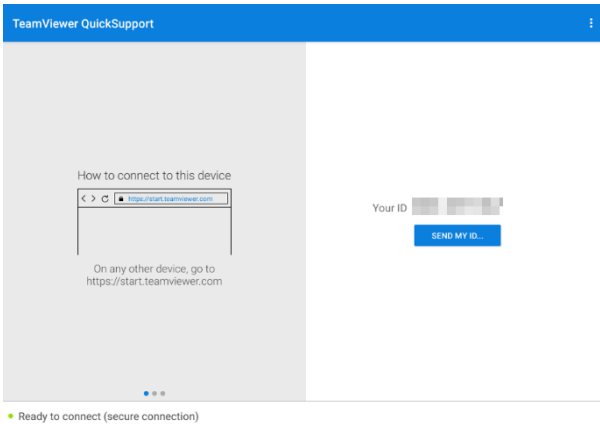 TeamViewer QuickSupport
How to connect to this device
https://start.teamviewer.com
On any other device, go to
https://start.teamviewer.com
Your ID
SEND MY ID...
Ready to connect (secure connection)